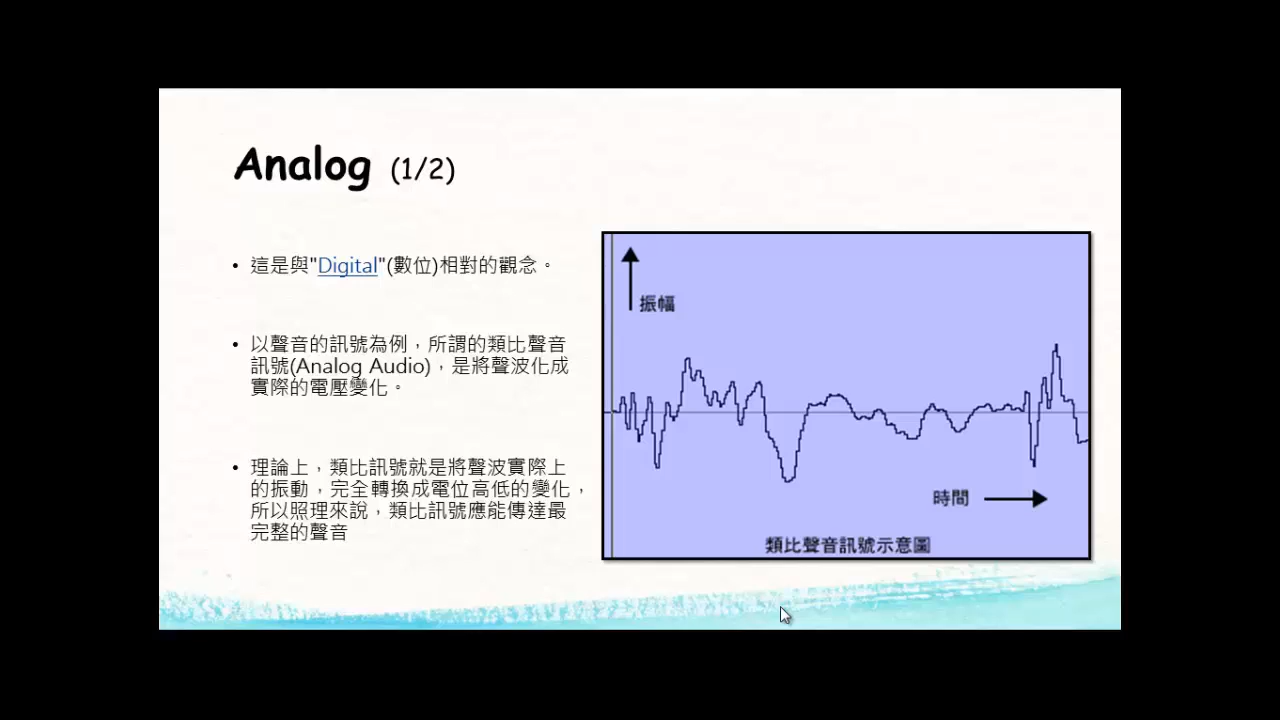 Analog (1/2)
• 這是與"Digital"(數位)相對的觀念。
• 以聲音的訊號為例，所謂的類比聲音
訊號(Analog Audio)，是將聲波化成
實際的電壓變化。
• 理論上，類比訊號就是將聲波實際上
的振動，完全轉換成電位高低的變化，
所以照理來說，類比訊號應能傳達最
完整的聲音
振幅
時間
類比聲音訊號示意圖